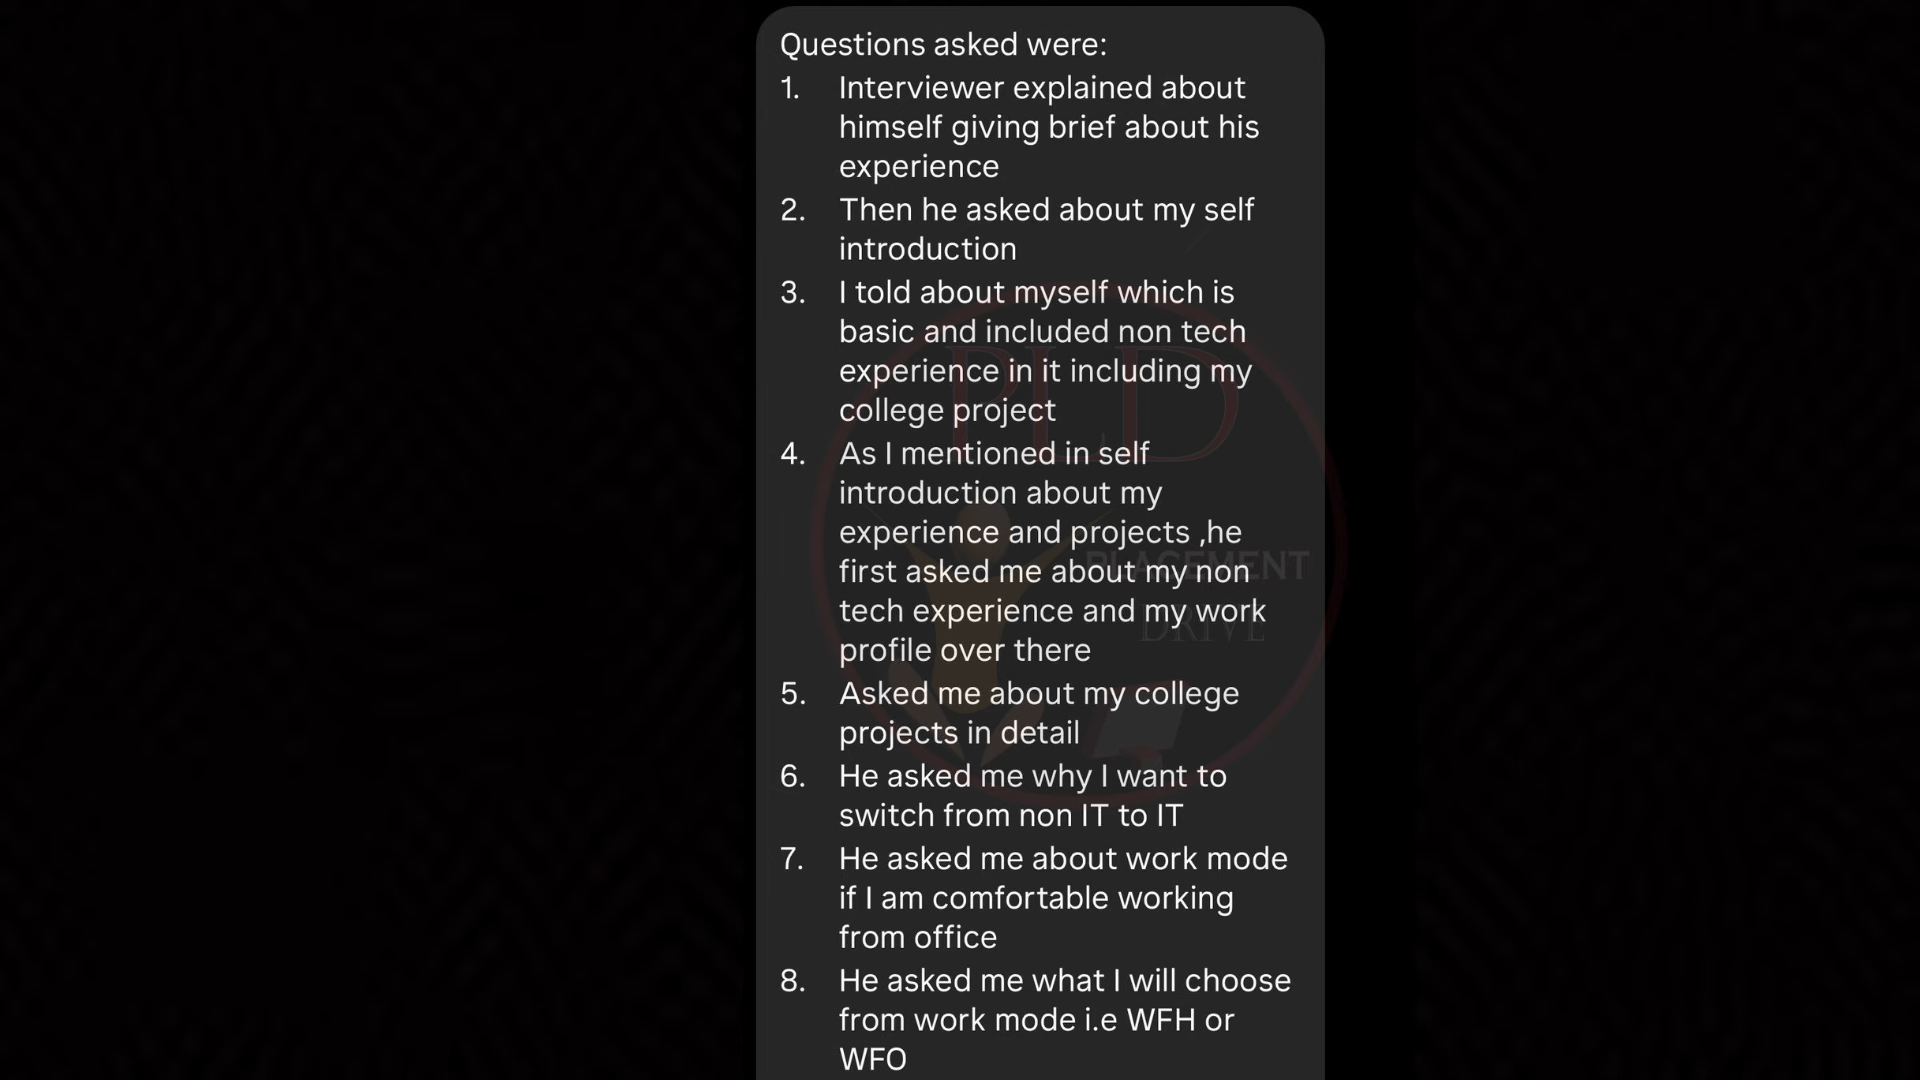 Questions asked were:
1. Interviewer explained about
himself giving brief about his
experience
2. Then he asked about my self
introduction
3. I told about myself which is
basic and included non tech
experience in it including my
college project
4. As I mentioned in self
introduction about my
experience and projects ,he
first asked me about my non
tech experience and my work
profile over there
5. Asked me about my college
projects in detail
6. He asked me why I want to
switch from non IT to IT
7. He asked me about work mode
if I am comfortable working
from office
8. He asked me what I will choose
from work mode i.e WFH or
WFO
PLD
PLACEMENT
DRIVE